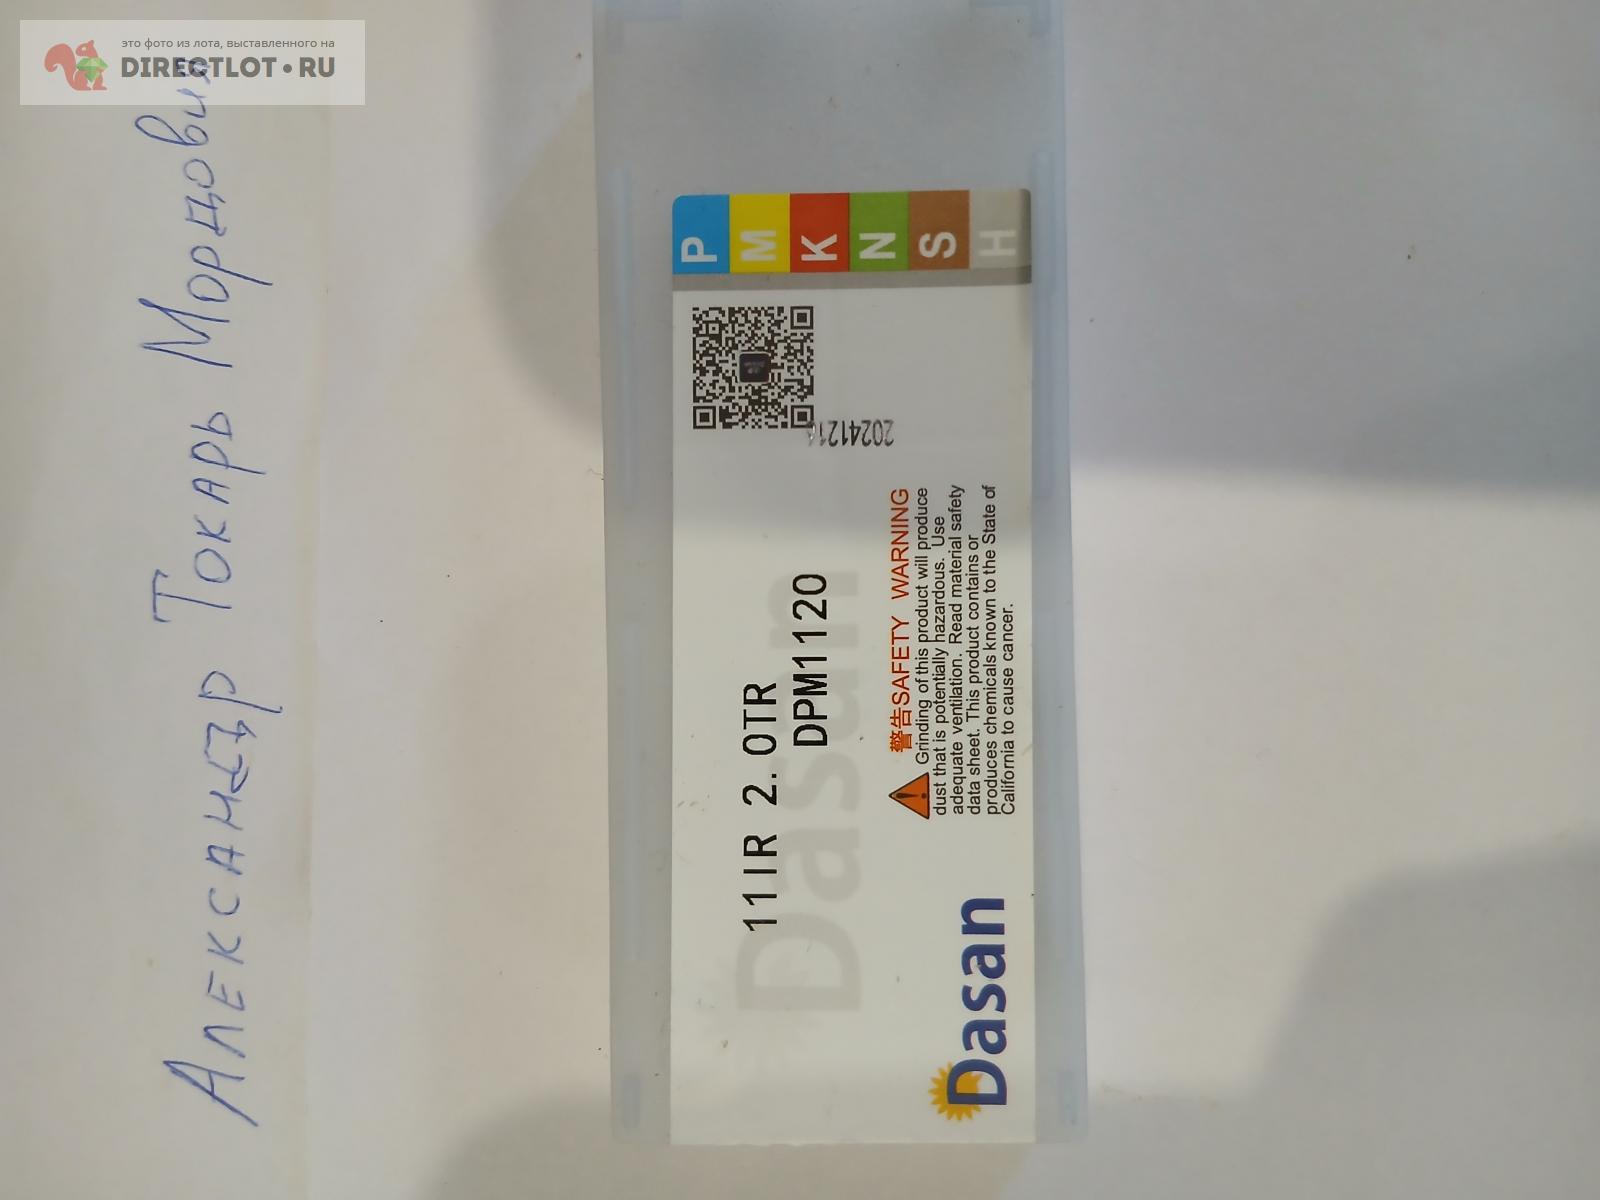 это фото из лота, выставленного на
DIRECTLOT•RU
Александр Токарь Мордовия
P M K N S H
20241216
11IR 2.0TR
DPM1120
Dasan
警告SAFETY WARNING
Grinding of this product will produce
dust that is potentially hazardous. Use
adequate ventilation. Read material safety
data sheet. This product contains or
produces chemicals known to the State of
California to cause cancer.
Dasan